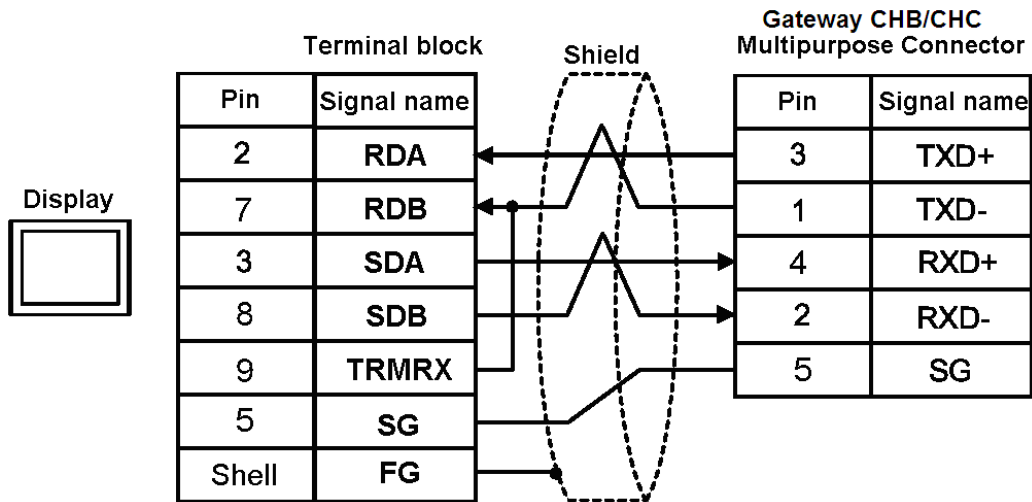 Gateway CHB/CHC
Terminal block Shield Multipurpose Connector
Pin Signal name Pin Signal name
2 RDA 3 TXD+
Display 7 RDB 1 TXD-
3 SDA 4 RXD+
8 SDB 2 RXD-
9 TRMRX 5 SG
5 SG
Shell FG